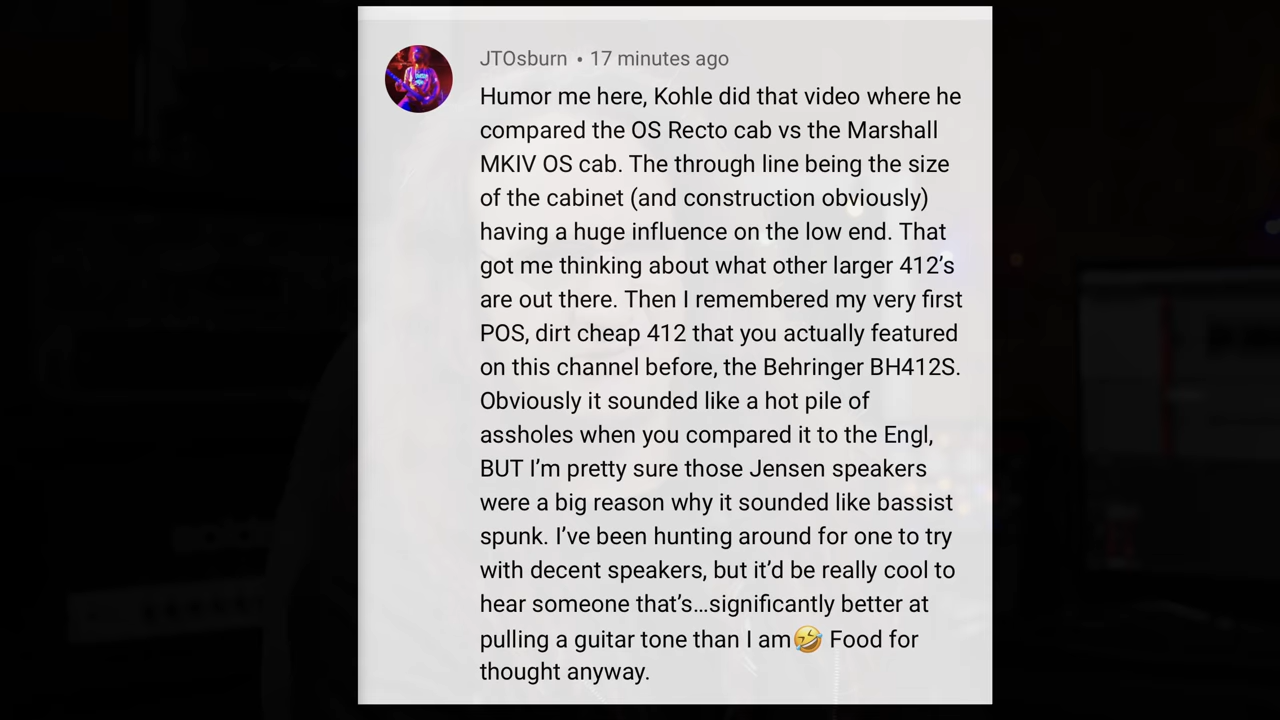 JTOsburn • 17 minutes ago
Humor me here, Kohle did that video where he
compared the OS Recto cab vs the Marshall
MKIV OS cab. The through line being the size
of the cabinet (and construction obviously)
having a huge influence on the low end. That
got me thinking about what other larger 412’s
are out there. Then I remembered my very first
POS, dirt cheap 412 that you actually featured
on this channel before, the Behringer BH412S.
Obviously it sounded like a hot pile of
assholes when you compared it to the Engl,
BUT I’m pretty sure those Jensen speakers
were a big reason why it sounded like bassist
spunk. I’ve been hunting around for one to try
with decent speakers, but it’d be really cool to
hear someone that’s…significantly better at
pulling a guitar tone than I am🤣 Food for
thought anyway.